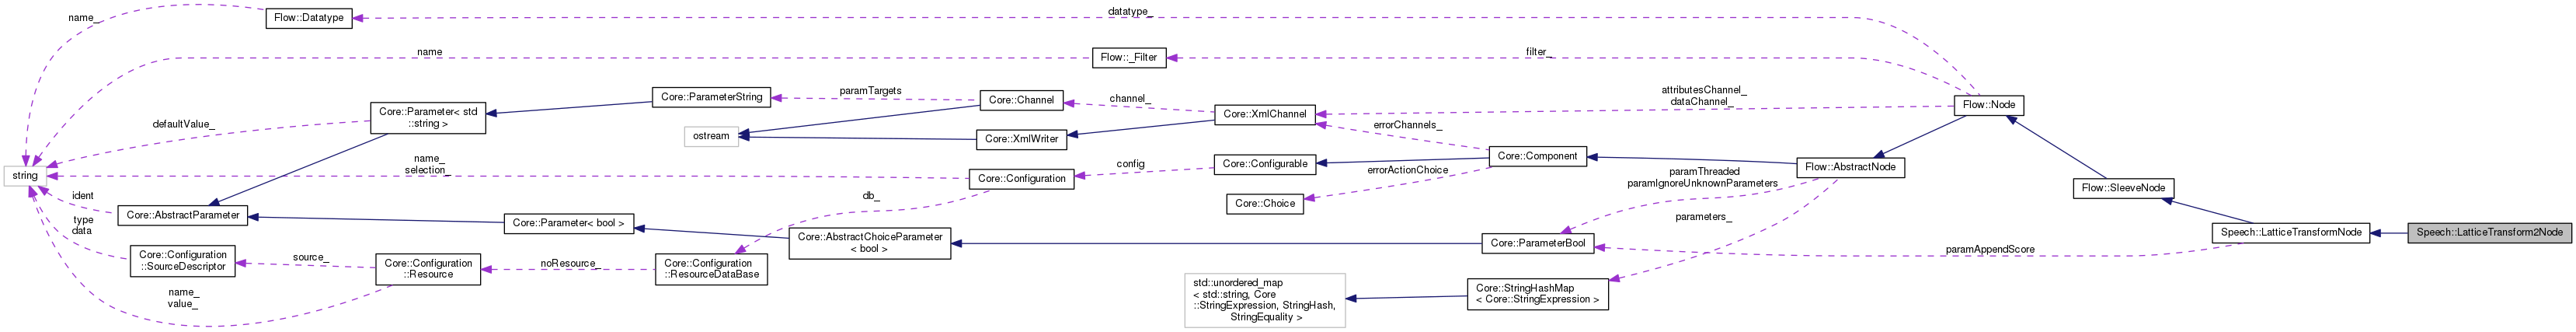 name_
Flow::Datatype
datatype_
name
Flow::_Filter
filter_
Core::Parameter< std
::string >
Core::ParameterString
paramTargets
Core::Channel
channel_
Core::XmlChannel
attributesChannel_
dataChannel_
Flow::Node
defaultValue_
ostream
Core::XmlWriter
errorChannels_
string
name_
selection_
Core::Configuration
config
Core::Configurable
Core::Component
errorActionChoice
Core::Choice
paramThreaded
paramIgnoreUnknownParameters
Flow::AbstractNode
Flow::SleeveNode
ident
Core::AbstractParameter
Core::Parameter< bool >
db_
Core::AbstractChoiceParameter
< bool >
parameters_
Core::ParameterBool
paramAppendScore
Speech::LatticeTransformNode
Speech::LatticeTransform2Node
type
data
Core::Configuration
::SourceDescriptor
source_
Core::Configuration
::Resource
noResource_
Core::Configuration
::ResourceDataBase
name_
value_
std::unordered_map
< std::string, Core
::StringExpression, StringHash,
StringEquality >
Core::StringHashMap
< Core::StringExpression >